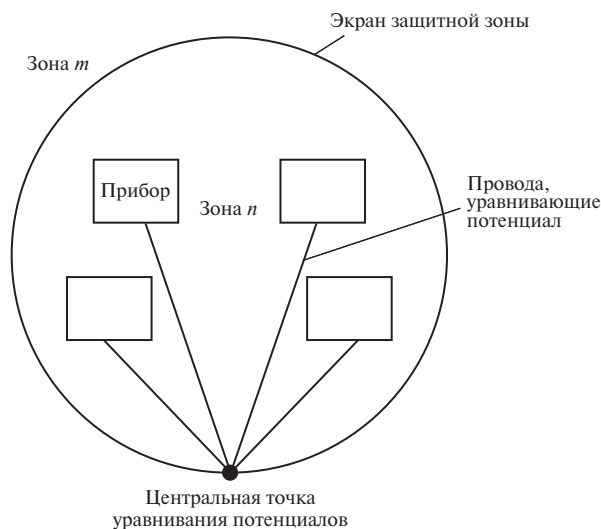 Экран защитной зоны
Зона m
Прибор
Зона n
Провода,
уравнивающие
потенциал
Центральная точка
уравнивания потенциалов